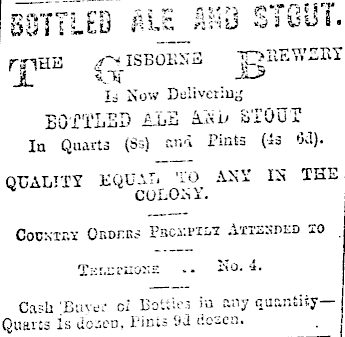 BOTTLED ALE AND STOUT.
THE GISBORNE BREWERY
Is Now Delivering
BOTTLED ALE AND STOUT
In Quarts (8s) and Pints (4s 6d).
QUALITY EQUAL TO ANY IN THE
COLONY.
COUNTRY ORDERS PROMPTLY ATTENDED TO
TELEPHONE .. No. 4.
Cash Buyer of Bottles in any quantity—
Quarts 1s dozen, Pints 9d dozen.